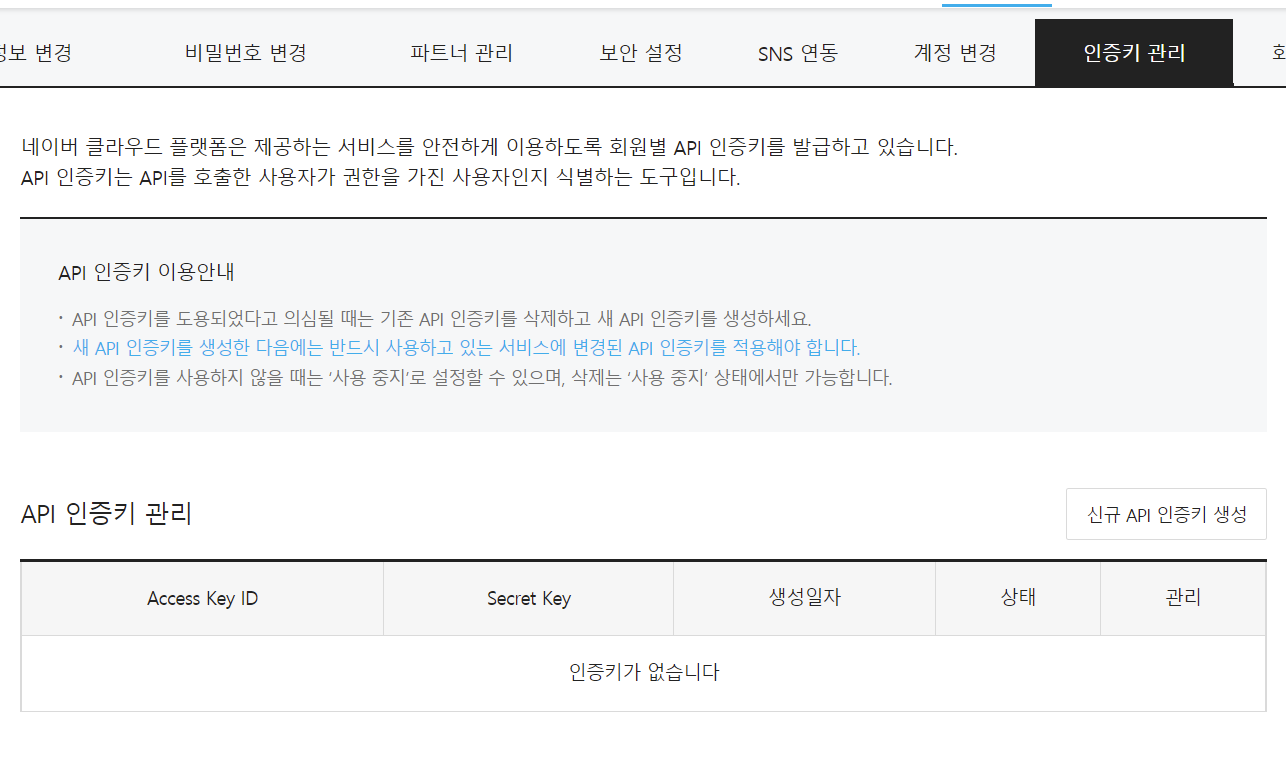 변경
비밀번호 변경
파트너 관리
보안 설정
SNS 연동
계정 변경
인증키 관리
네이버 클라우드 플랫폼은 제공하는 서비스를 안전하게 이용하도록 회원별 API 인증키를 발급하고 있습니다.
API 인증키는 API를 호출한 사용자가 권한을 가진 사용자인지 식별하는 도구입니다.
API 인증키 이용안내
· API 인증키를 도용되었다고 의심될 때는 기존 API 인증키를 삭제하고 새 API 인증키를 생성하세요.
· 새 API 인증키를 생성한 다음에는 반드시 사용하고 있는 서비스에 변경된 API 인증키를 적용해야 합니다.
· API 인증키를 사용하지 않을 때는 ‘사용 중지’로 설정할 수 있으며, 삭제는 ‘사용 중지’ 상태에서만 가능합니다.
API 인증키 관리
신규 API 인증키 생성
Access Key ID
Secret Key
생성일자
상태
관리
인증키가 없습니다